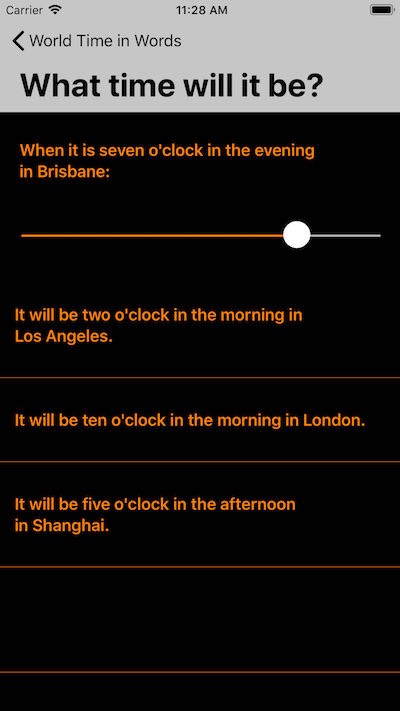 Carrier 11:28 AM
World Time in Words
What time will it be?
When it is seven o'clock in the evening
in Brisbane:
It will be two o'clock in the morning in
Los Angeles.
It will be ten o'clock in the morning in London.
It will be five o'clock in the afternoon
in Shanghai.